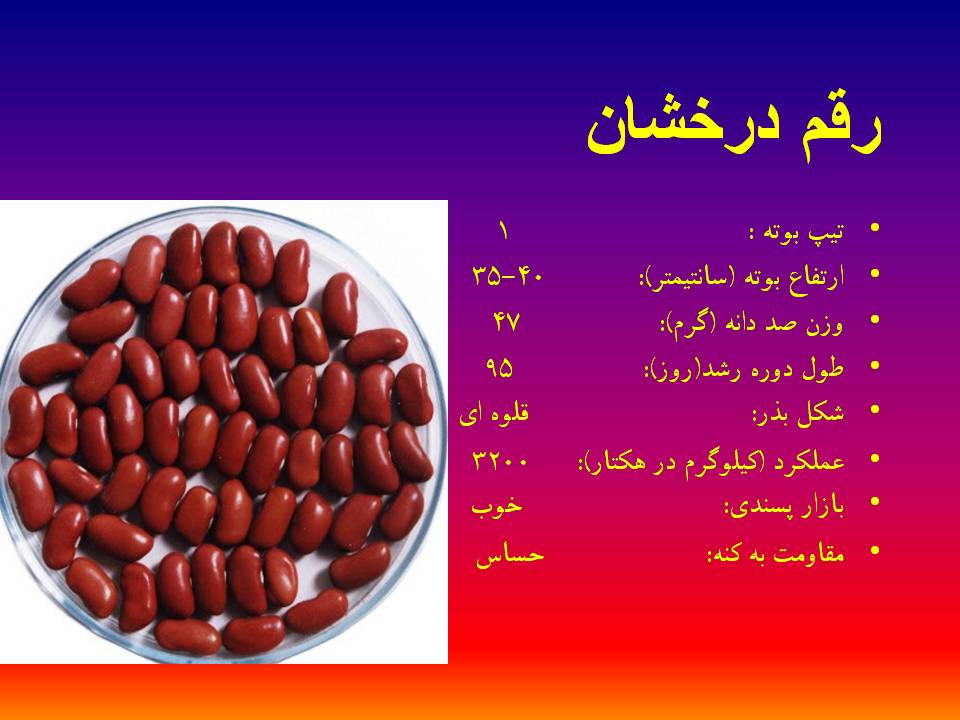 رقم درخشان
• تیپ بوته : ۱
• ارتفاع بوته (سانتیمتر): ۴۰-۳۵
• وزن صد دانه (گرم): ۴۷
• طول دوره رشد(روز): ۹۵
• شکل بذر: قلوه ای
• عملکرد (کیلوگرم در هکتار): ۳۲۰۰
• بازار پسندی: خوب
• مقاومت به کنه: حساس